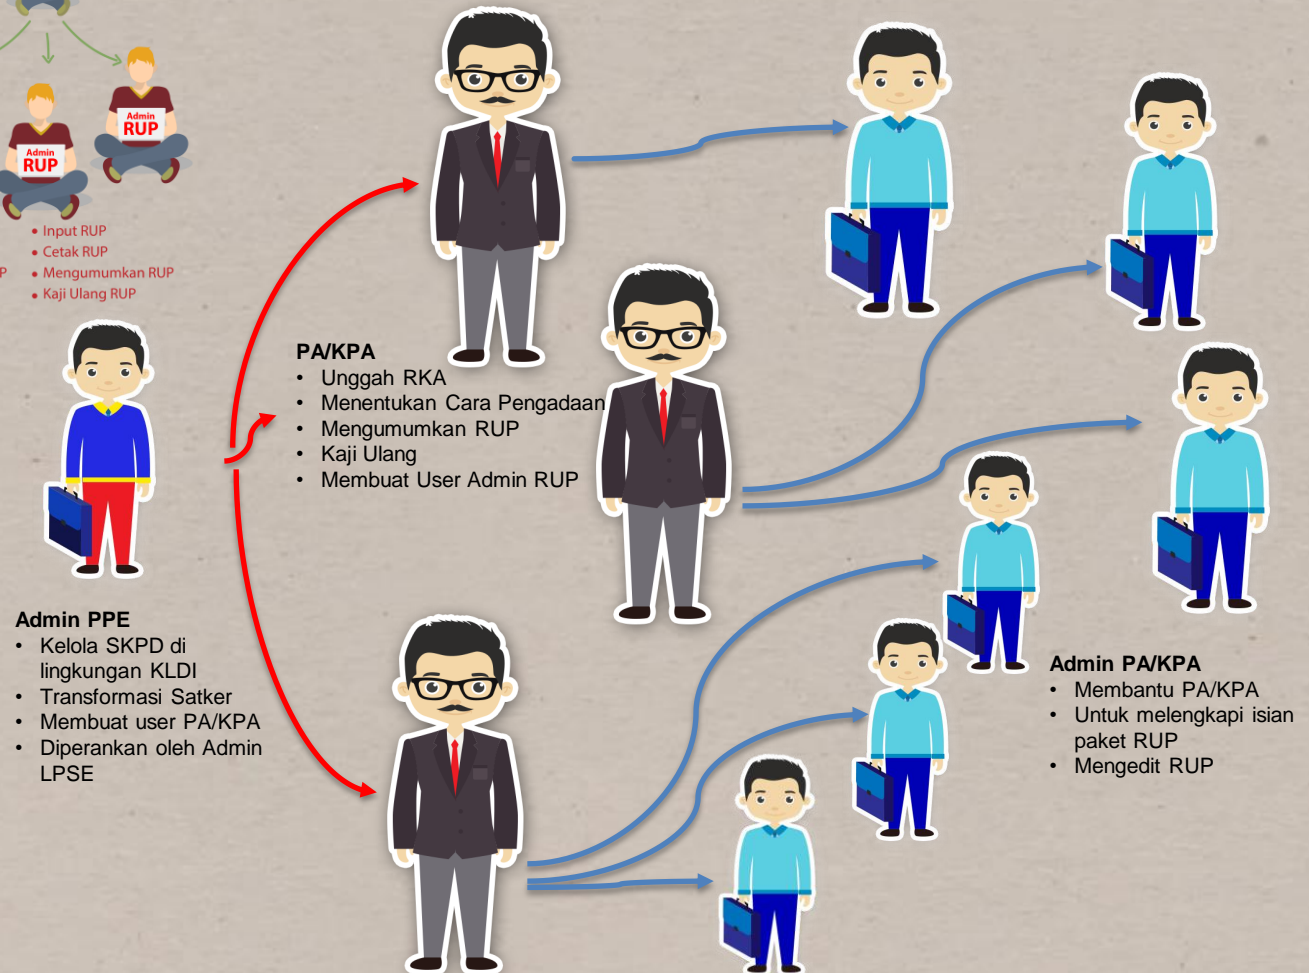 Admin
RUP
Admin
RUP
• Input RUP
• Cetak RUP
• Mengumumkan RUP
• Kaji Ulang RUP
PA/KPA
• Unggah RKA
• Menentukan Cara Pengadaan
• Mengumumkan RUP
• Kaji Ulang
• Membuat User Admin RUP
Admin PPE
• Kelola SKPD di
lingkungan KLDI
• Transformasi Satker
• Membuat user PA/KPA
• Diperankan oleh Admin
LPSE
Admin PA/KPA
• Membantu PA/KPA
• Untuk melengkapi isian
paket RUP
• Mengedit RUP